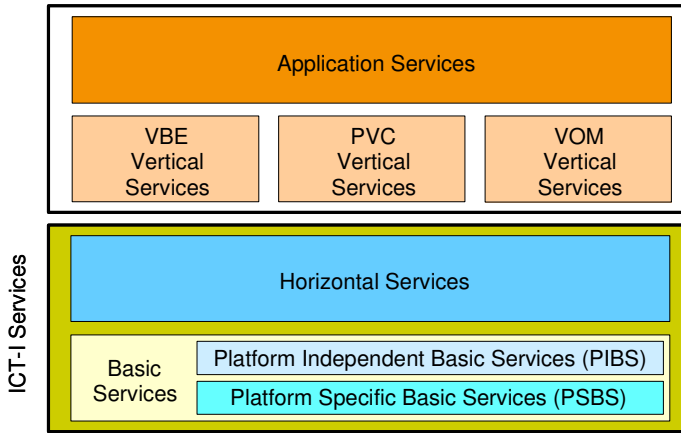 Application Services
VBE
Vertical
Services
PVC
Vertical
Services
VOM
Vertical
Services
ICT-I Services
Horizontal Services
Basic
Services
Platform Independent Basic Services (PIBS)
Platform Specific Basic Services (PSBS)